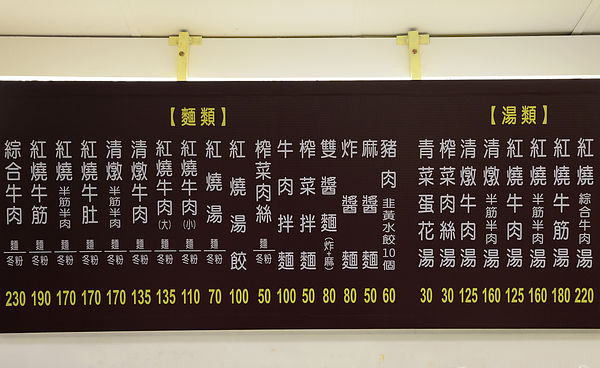 【麵類】
綜合牛肉 麵/冬粉 230
紅燒牛筋 麵/冬粉 190
紅燒半筋半肉 麵/冬粉 170
紅燒牛肚 麵/冬粉 170
清燉半筋半肉 麵/冬粉 170
清燉牛肉 麵/冬粉 135
紅燒牛肉(大) 麵/冬粉 135
紅燒牛肉(小) 麵/冬粉 110
紅燒湯 麵/冬粉 70
紅燒湯餃 100
榨菜肉絲 麵/冬粉 50
牛肉拌麵 100
榨菜拌麵 50
雙醬麵(炸+麻) 80
炸醬麵 80
麻醬麵 50
豬肉韭黃水餃10個 60
【湯類】
青菜蛋花湯 30
榨菜肉絲湯 30
清燉牛肉湯 125
清燉半筋半肉湯 160
紅燒牛肉湯 125
紅燒半筋半肉湯 160
紅燒牛筋湯 180
紅燒綜合牛肉湯 220